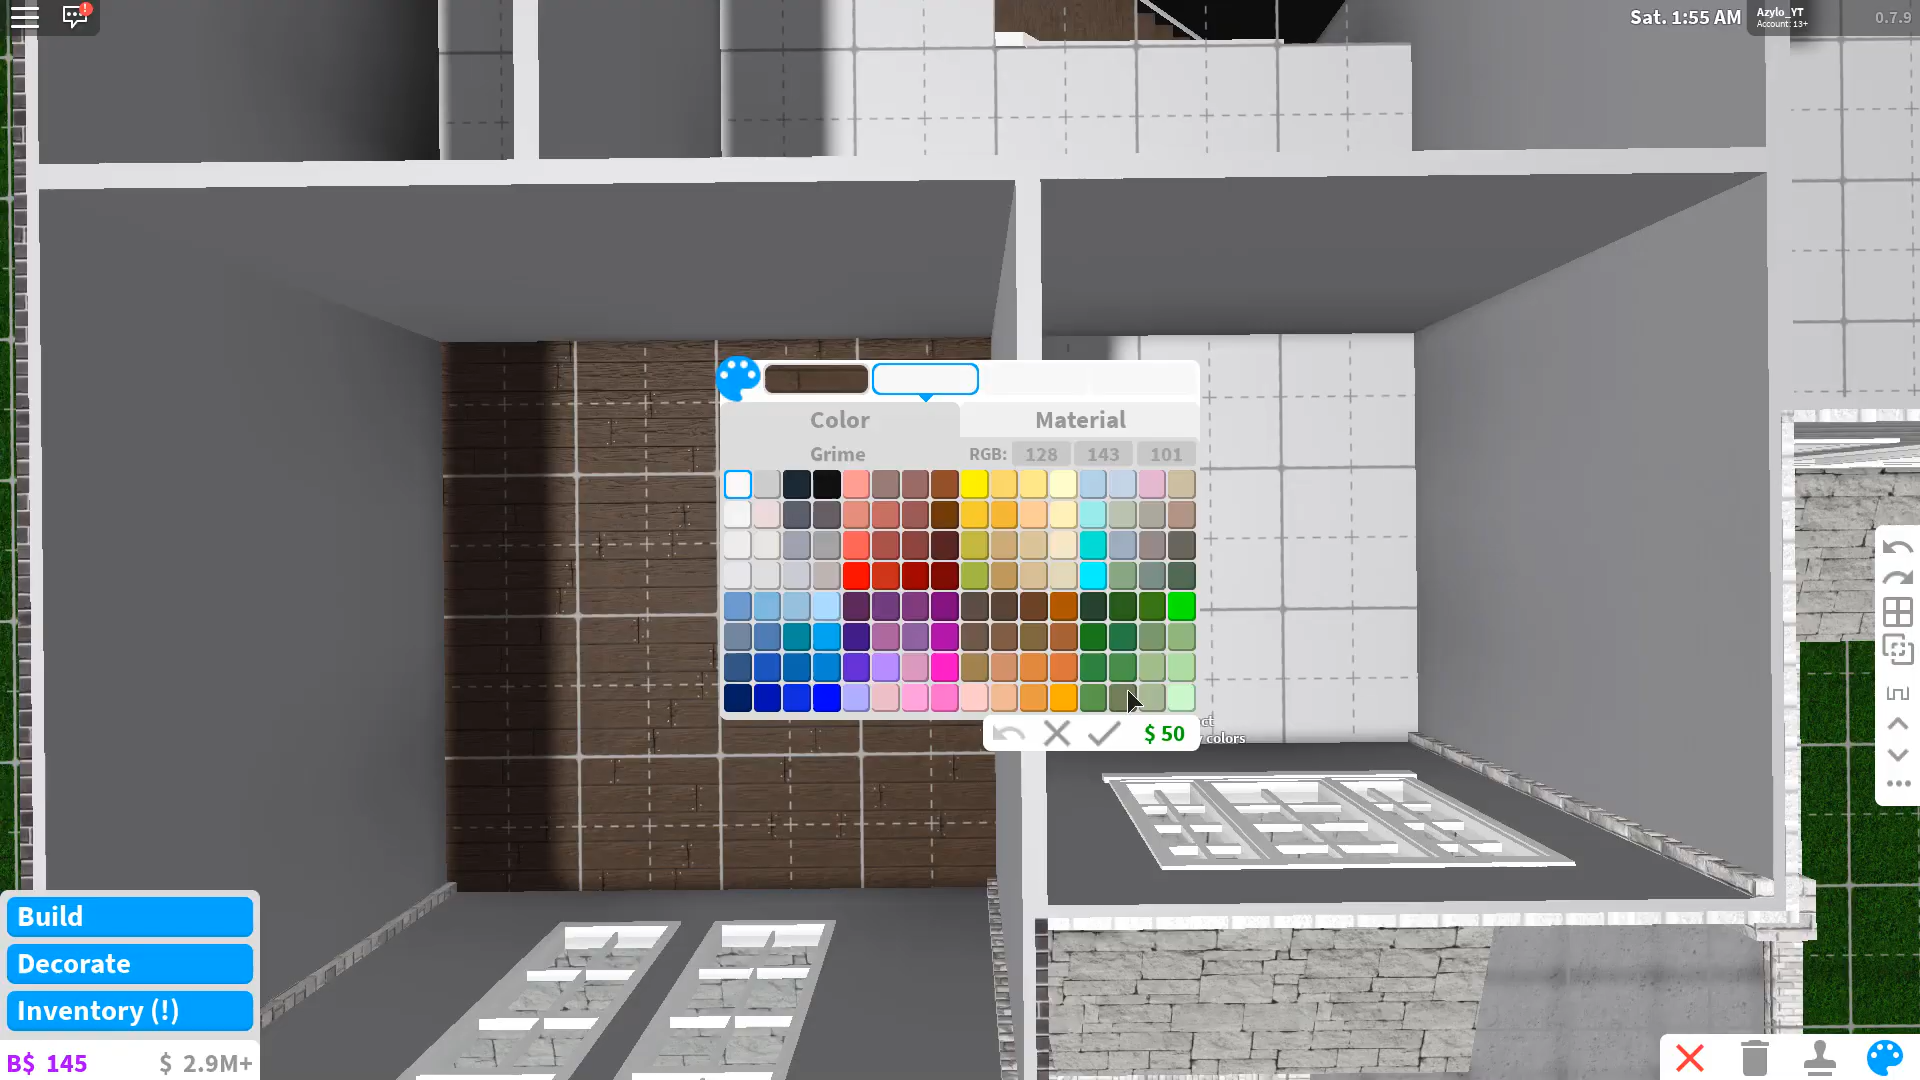 Sat. 1:55 AM
Azylo_YT
Account: 13+
0.7.9
Color
Material
Grime
RGB: 128 143 101
$ 50
colors
Build
Decorate
Inventory (!)
B$ 145
$ 2.9M+